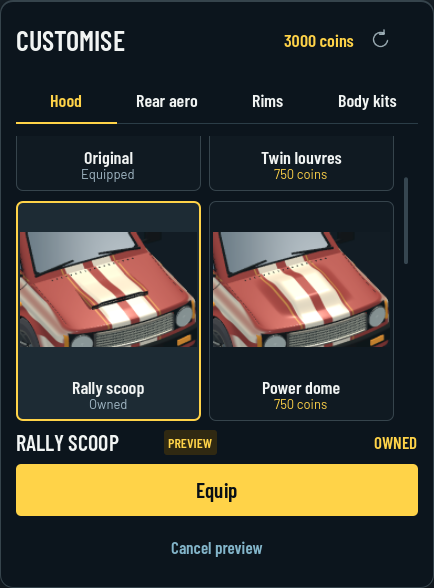 CUSTOMISE
3000 coins
Hood Rear aero Rims Body kits
Original
Equipped
Twin louvres
750 coins
Rally scoop
Owned
Power dome
750 coins
RALLY SCOOP PREVIEW OWNED
Equip
Cancel preview